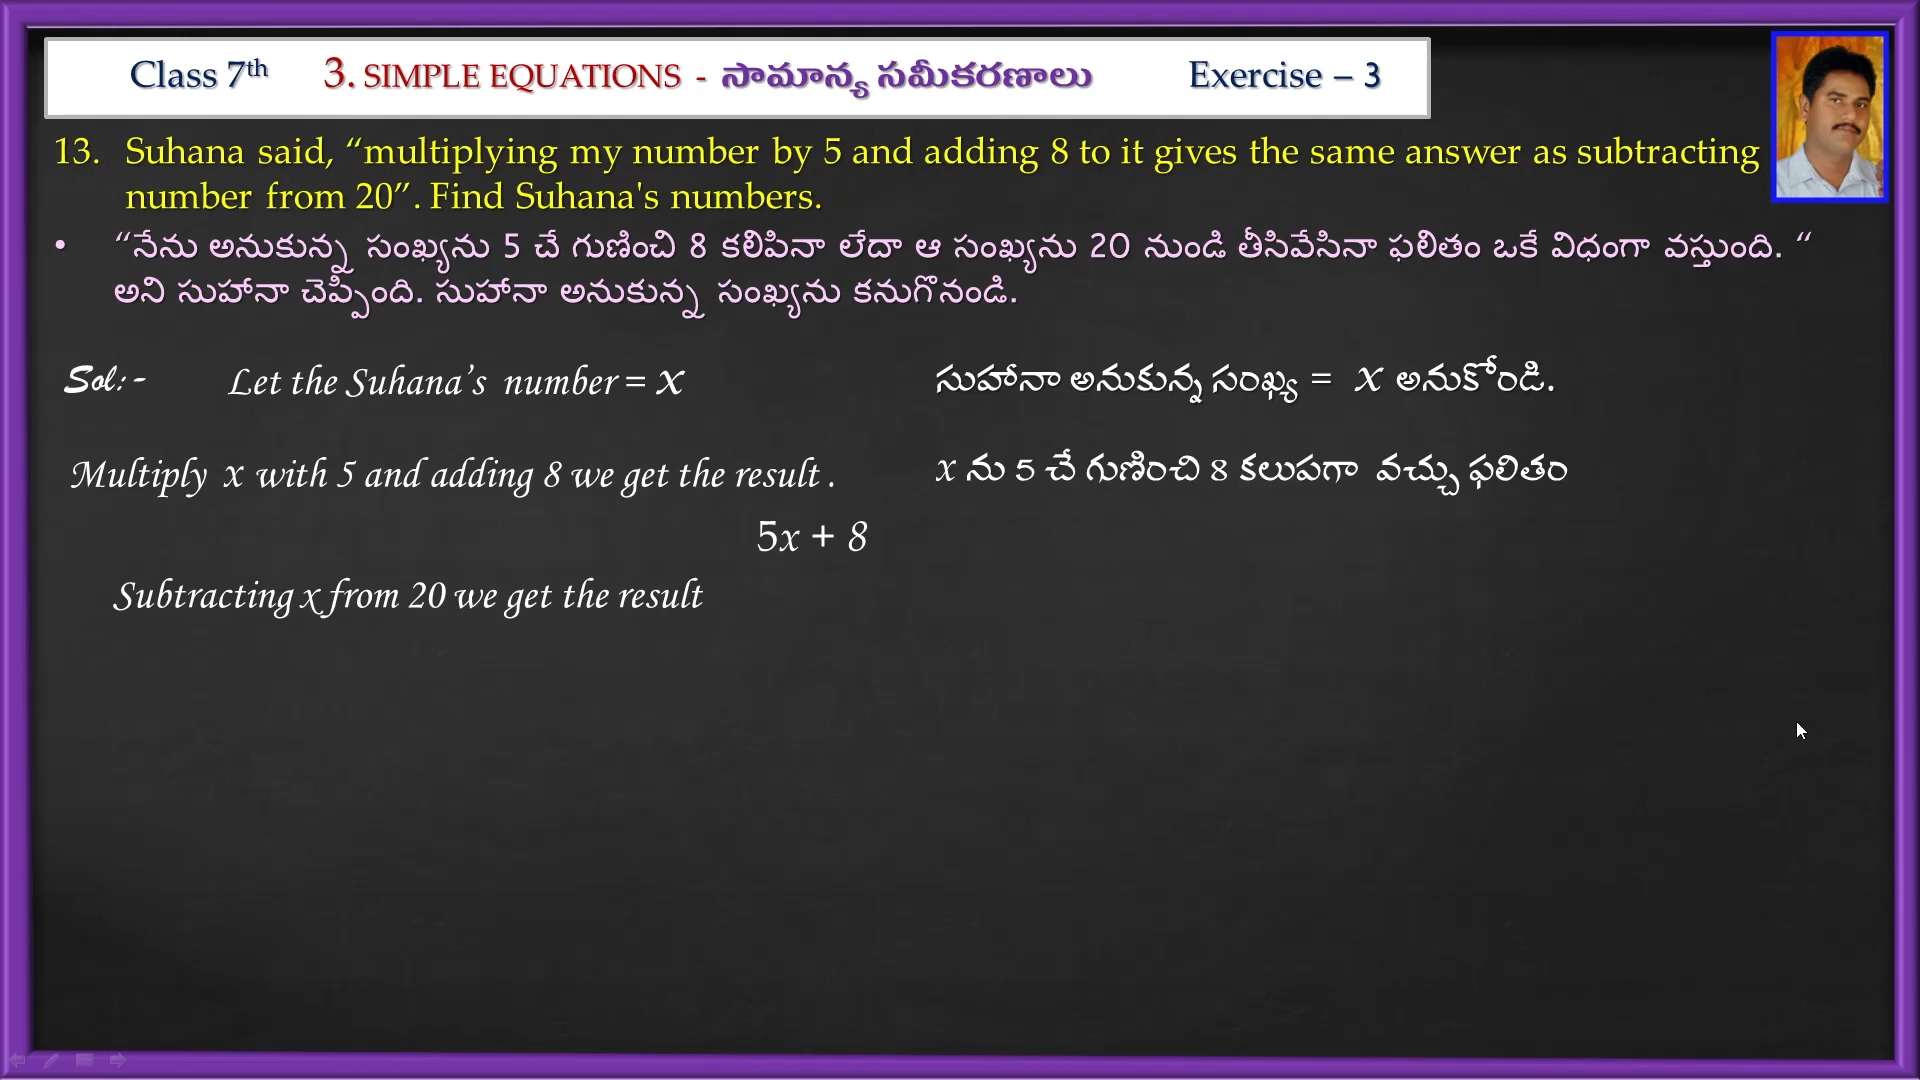 Class 7th 3. SIMPLE EQUATIONS - సామాన్య సమీకరణాలు Exercise – 3
13. Suhana said, “multiplying my number by 5 and adding 8 to it gives the same answer as subtracting
number from 20”. Find Suhana's numbers.
• “నేను అనుకున్న సంఖ్యను 5 చే గుణించి 8 కలిపినా లేదా ఆ సంఖ్యను 20 నుండి తీసివేసినా ఫలితం ఒకే విధంగా వస్తుంది. “
అని సుహానా చెప్పింది. సుహానా అనుకున్న సంఖ్యను కనుగొనండి.
Sol: - Let the Suhana’s number = x సుహానా అనుకున్న సంఖ్య = x అనుకోండి.
Multiply x with 5 and adding 8 we get the result . x ను 5 చే గుణించి 8 కలుపగా వచ్చు ఫలితం
5x + 8
Subtracting x from 20 we get the result